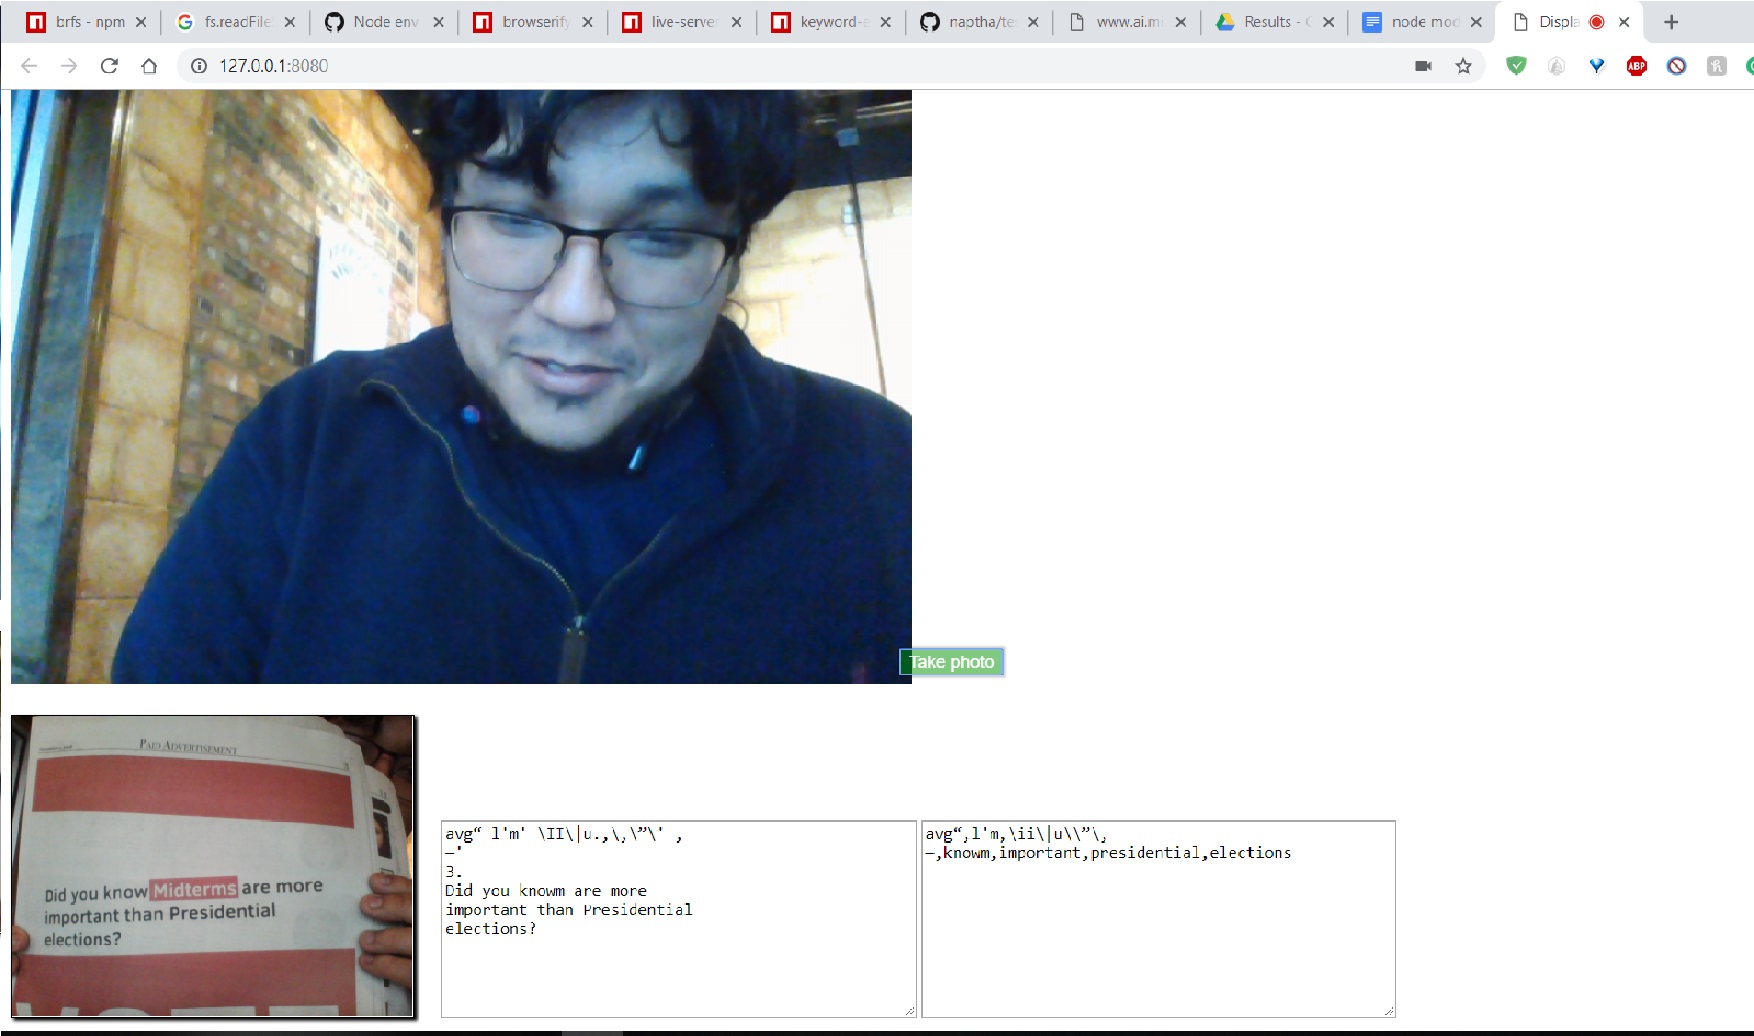 brfs - npm
fs.readFile
Node env
browserify
live-server
keyword-e
naptha/te
www.ai.mi
Results - G
node mod
Displa
127.0.0.1:8080
ABP
Take photo
PAID ADVERTISEMENT
Did you know Midterms are more
important than Presidential
elections?
avg“ l'm' \II\|u.,\,\”\' ,
—'
3.
Did you knowm are more
important than Presidential
elections?
avg“,l'm,\ii\|u\\”\,
—,knowm,important,presidential,elections